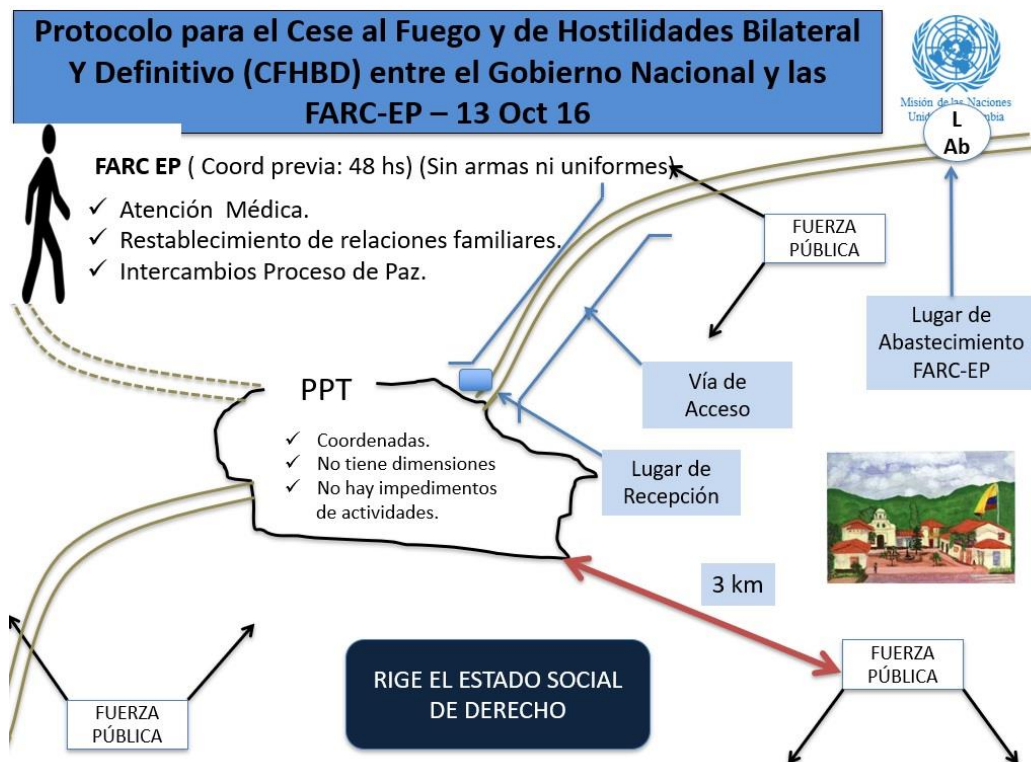 Protocolo para el Cese al Fuego y de Hostilidades Bilateral
Y Definitivo (CFHBD) entre el Gobierno Nacional y las
FARC-EP – 13 Oct 16
Misión de las Naciones
L
Ab
FARC EP ( Coord previa: 48 hs) (Sin armas ni uniformes)
✓ Atención Médica.
✓ Restablecimiento de relaciones familiares.
✓ Intercambios Proceso de Paz.
FUERZA
PÚBLICA
Lugar de
Abastecimiento
FARC-EP
Vía de
Acceso
PPT
✓ Coordenadas.
✓ No tiene dimensiones
✓ No hay impedimentos
de actividades.
Lugar de
Recepción
3 km
FUERZA
PÚBLICA
RIGE EL ESTADO SOCIAL
DE DERECHO
FUERZA
PÚBLICA